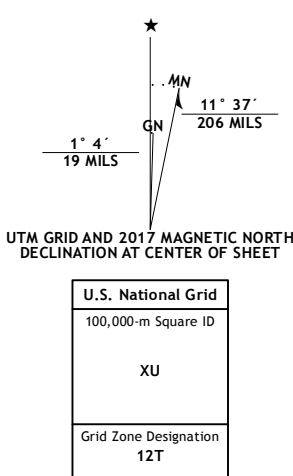 ★
MN
GN
11° 37´
206 MILS
1° 4´
19 MILS
UTM GRID AND 2017 MAGNETIC NORTH
DECLINATION AT CENTER OF SHEET
U.S. National Grid
100,000-m Square ID
XU
Grid Zone Designation
12T